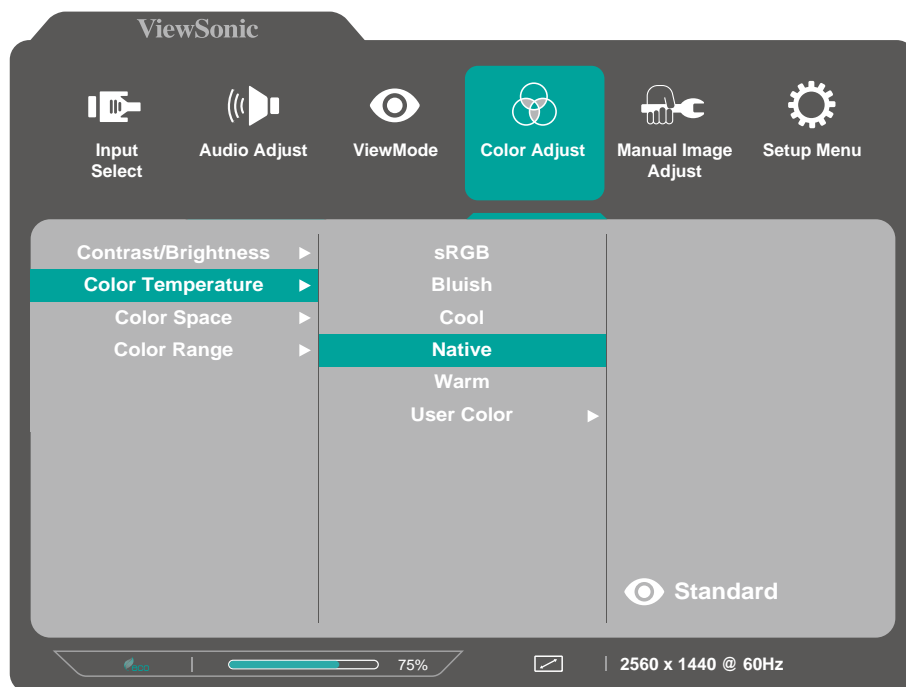 ViewSonic
Input Select
Audio Adjust
ViewMode
Color Adjust
Manual Image Adjust
Setup Menu
Contrast/Brightness
Color Temperature
Color Space
Color Range
sRGB
Bluish
Cool
Native
Warm
User Color
Standard
eco
75%
2560 x 1440 @ 60Hz